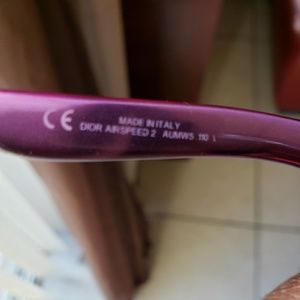 CE MADE IN ITALY
DIOR AIRSPEED 2 AUMW5 110